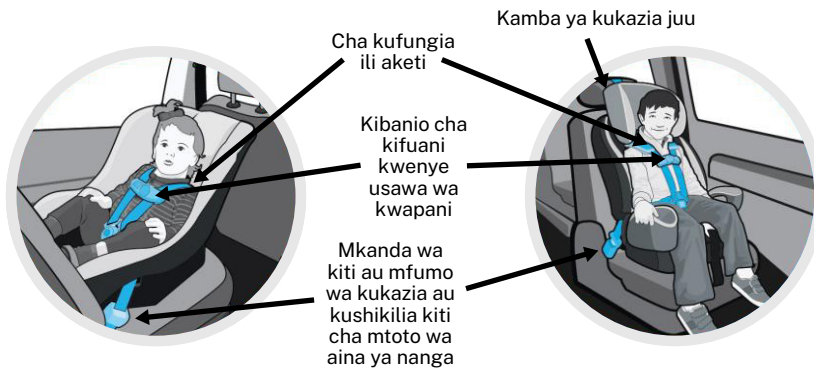 Kamba ya kukazia juu
Cha kufungia
ili aketi
Kibanio cha
kifuani
kwenye
usawa wa
kwapani
Mkanda wa
kiti au mfumo
wa kukazia au
kushikilia kiti
cha mtoto wa
aina ya nanga